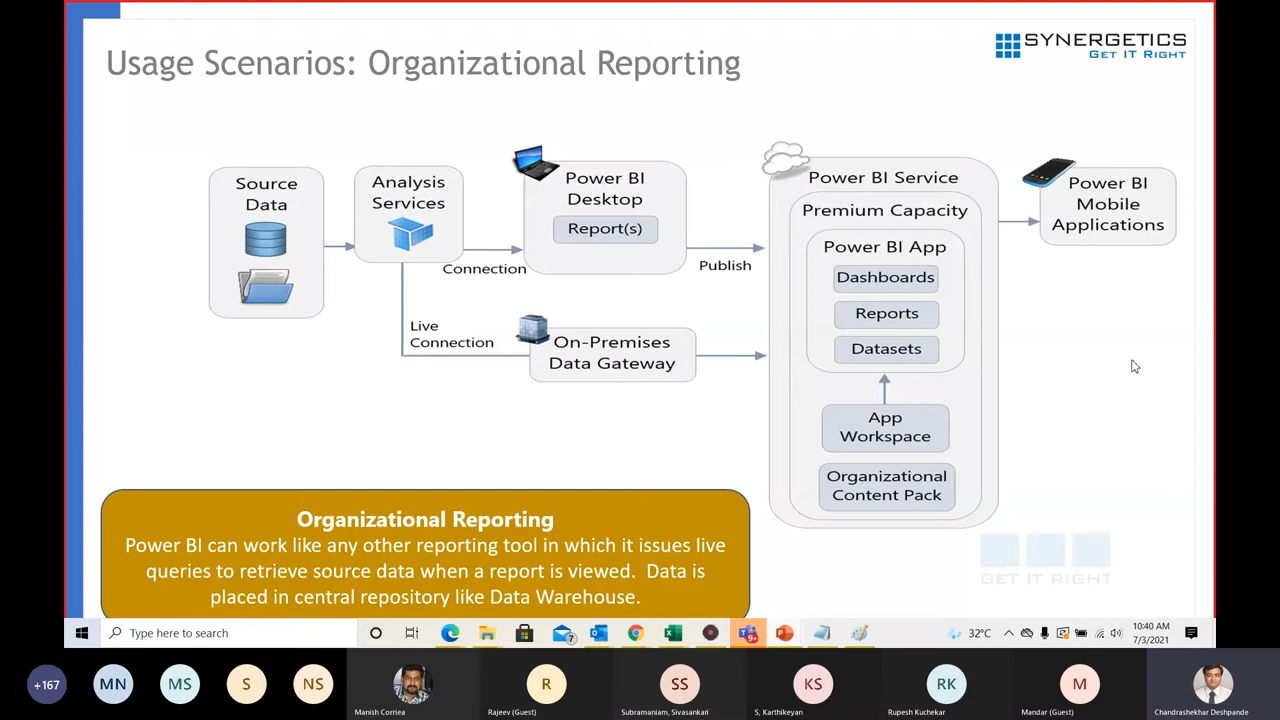 Usage Scenarios: Organizational Reporting
SYNERGETICS
GET IT RIGHT
Source
Data
Analysis
Services
Connection
Live
Connection
Power BI
Desktop
Report(s)
On-Premises
Data Gateway
Publish
Power BI Service
Premium Capacity
Power BI App
Dashboards
Reports
Datasets
App
Workspace
Organizational
Content Pack
Power BI
Mobile
Applications
Organizational Reporting
Power BI can work like any other reporting tool in which it issues live
queries to retrieve source data when a report is viewed. Data is
placed in central repository like Data Warehouse.
GET IT RIGHT
Type here to search
7
9+
32°C
10:40 AM
7/3/2021
+167
MN
MS
S
NS
Manish Corriea
R
Rajeev (Guest)
SS
Subramaniam, Sivasankari
KS
S, Karthikeyan
RK
Rupesh Kuchekar
M
Mandar (Guest)
Chandrashekhar Deshpande